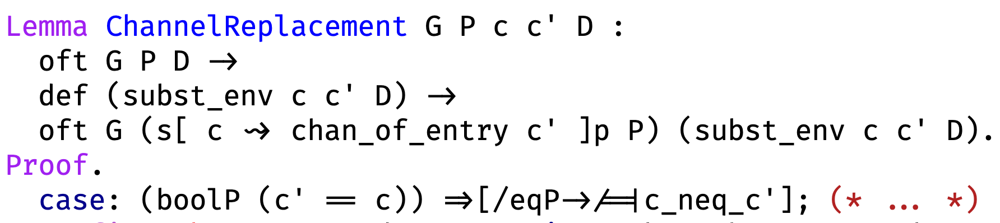 Lemma ChannelReplacement G P c c' D :
oft G P D →
def (subst_env c c' D) →
oft G (s[ c ⤳ chan_of_entry c' ]p P) (subst_env c c' D).
Proof.
case: (boolP (c' == c)) =>[/eqP->/==|c_neq_c']; (* ... *)